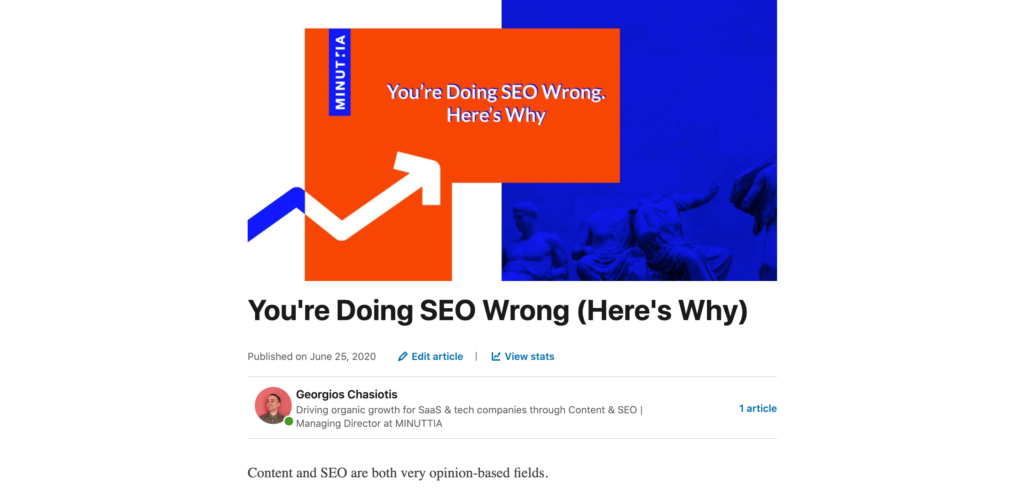 MINUTTIA
You're Doing SEO Wrong.
Here's Why
You're Doing SEO Wrong (Here's Why)
Published on June 25, 2020 Edit article | View stats
Georgios Chasiotis
Driving organic growth for SaaS & tech companies through Content & SEO |
Managing Director at MINUTTIA
1 article
Content and SEO are both very opinion-based fields.